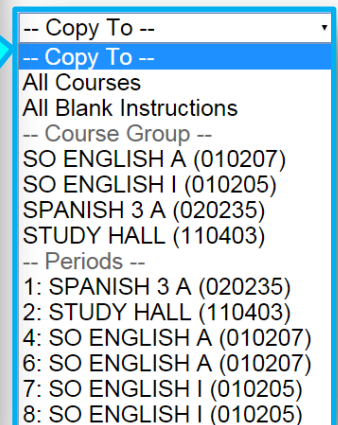 -- Copy To --
-- Copy To --
All Courses
All Blank Instructions
-- Course Group --
SO ENGLISH A (010207)
SO ENGLISH I (010205)
SPANISH 3 A (020235)
STUDY HALL (110403)
-- Periods --
1: SPANISH 3 A (020235)
2: STUDY HALL (110403)
4: SO ENGLISH A (010207)
6: SO ENGLISH A (010207)
7: SO ENGLISH I (010205)
8: SO ENGLISH I (010205)